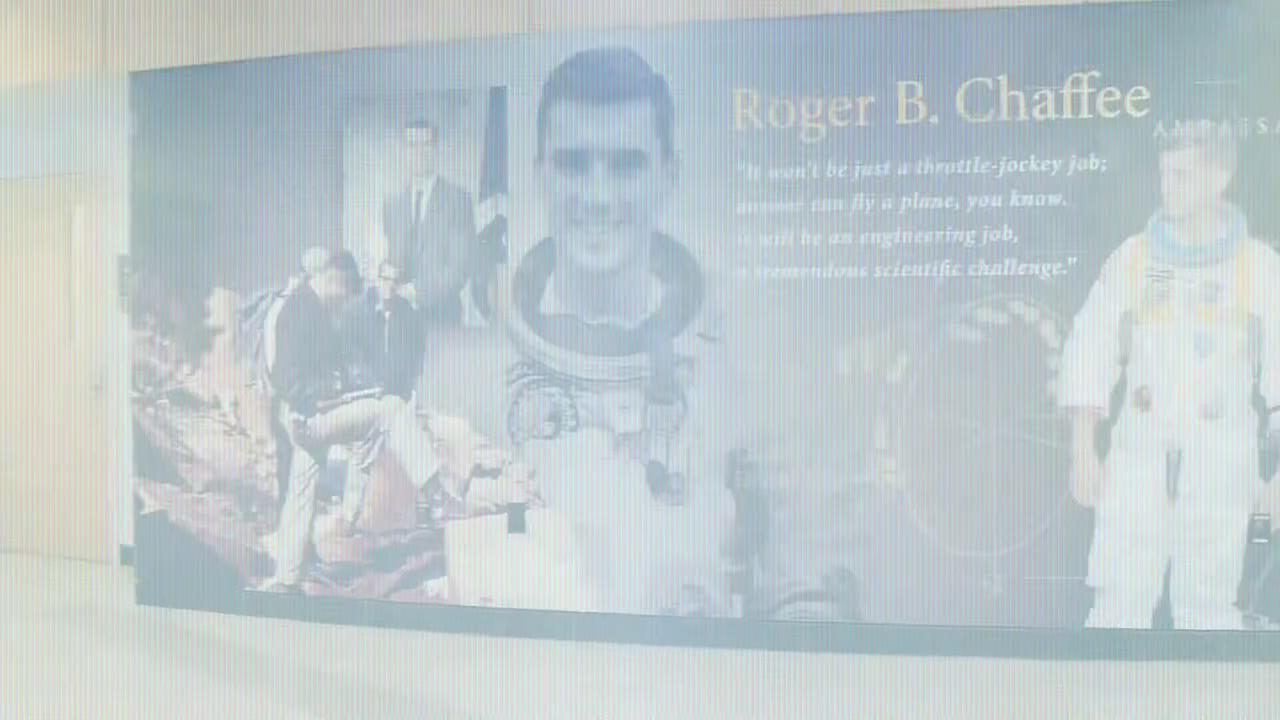 Roger B. Chaffee
"It won't be just a throttle-jockey job;
can fly a plane, you know.
will be an engineering job,
tremendous scientific challenge."